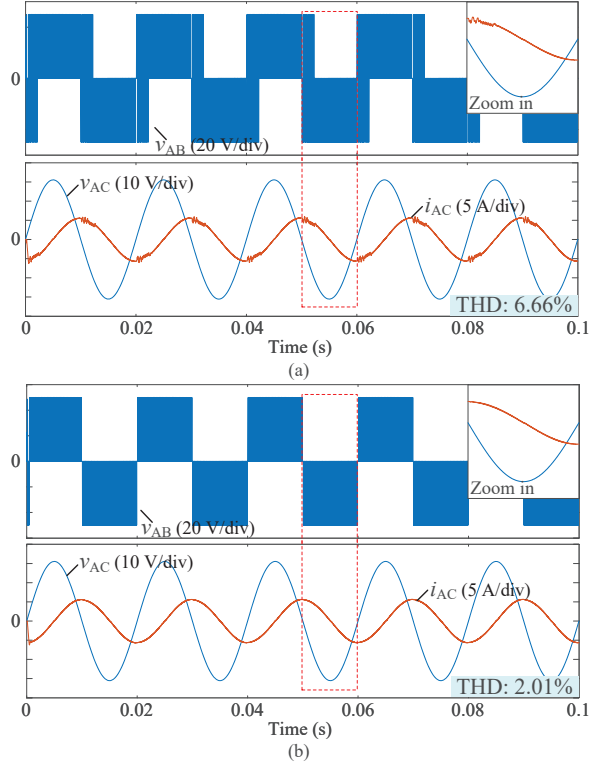 0
Zoom in
vAB (20 V/div)
vAC (10 V/div)
iAC (5 A/div)
0
THD: 6.66%
0 0.02 0.04 0.06 0.08 0.1
Time (s)
(a)
0
Zoom in
vAB (20 V/div)
vAC (10 V/div)
iAC (5 A/div)
0
THD: 2.01%
0 0.02 0.04 0.06 0.08 0.1
Time (s)
(b)